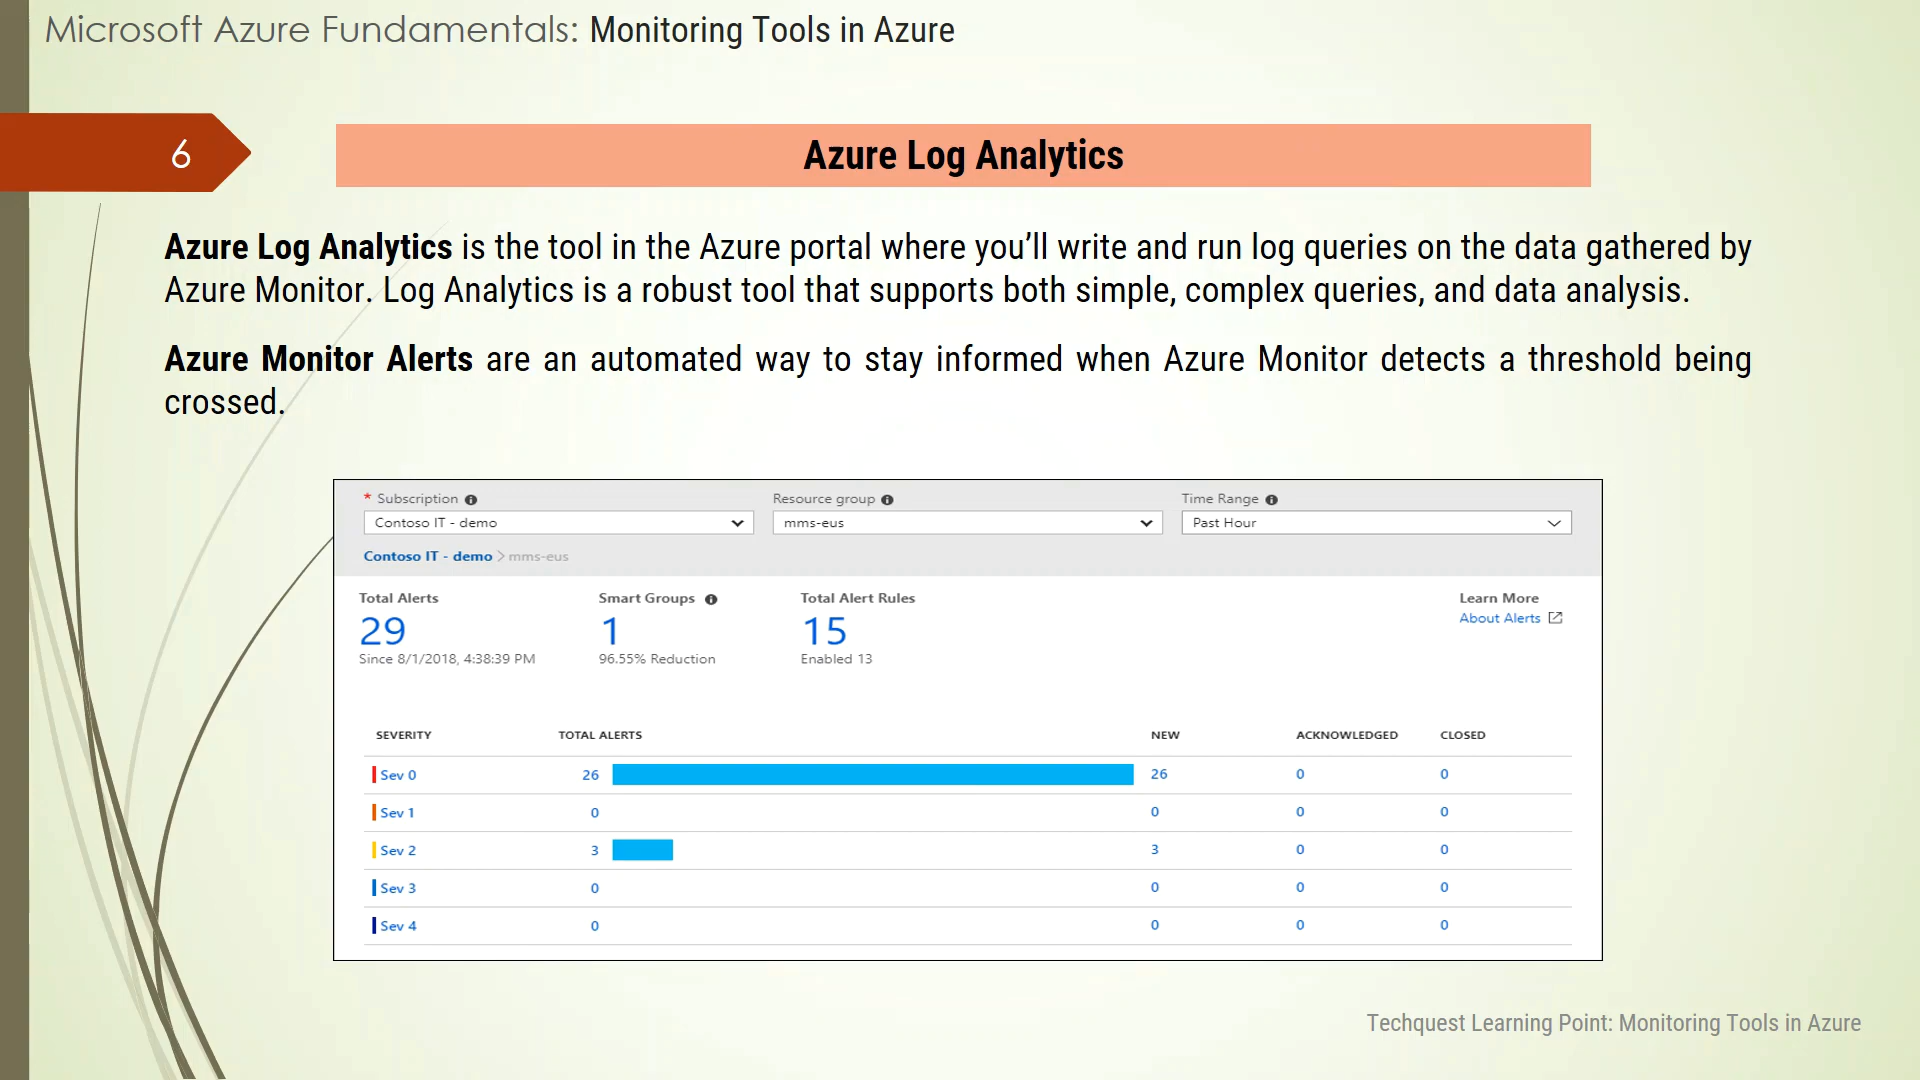 Microsoft Azure Fundamentals: Monitoring Tools in Azure
6
Azure Log Analytics
Azure Log Analytics is the tool in the Azure portal where you’ll write and run log queries on the data gathered by
Azure Monitor. Log Analytics is a robust tool that supports both simple, complex queries, and data analysis.
Azure Monitor Alerts are an automated way to stay informed when Azure Monitor detects a threshold being
crossed.
* Subscription Resource group Time Range
Contoso IT - demo mms-eus Past Hour
Contoso IT - demo > mms-eus
Total Alerts Smart Groups Total Alert Rules Learn More
29 1 15 About Alerts
Since 8/1/2018, 4:38:39 PM 96.55% Reduction Enabled 13
SEVERITY TOTAL ALERTS NEW ACKNOWLEDGED CLOSED
Sev 0 26 26 0 0
Sev 1 0 0 0 0
Sev 2 3 3 0 0
Sev 3 0 0 0 0
Sev 4 0 0 0 0
Techquest Learning Point: Monitoring Tools in Azure